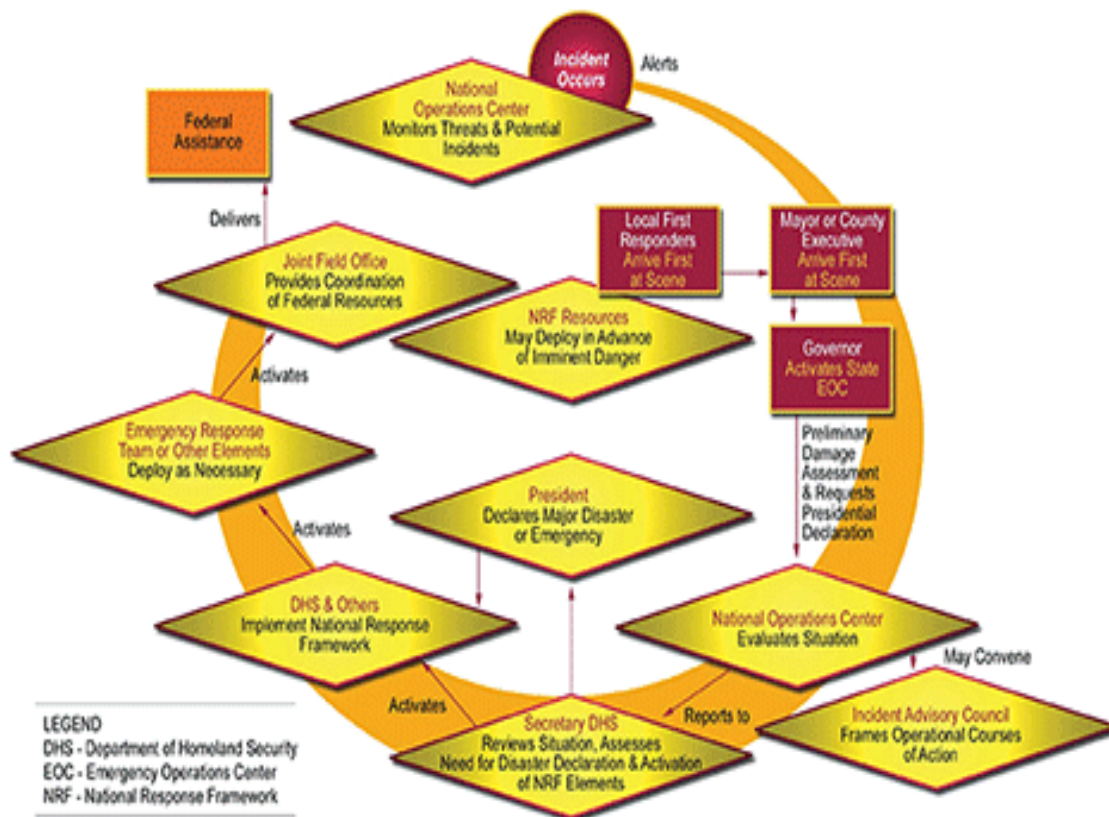 Incident
Occurs
Alerts
National
Operations Center
Monitors Threats & Potential
Incidents
Federal
Assistance
Delivers
Local First
Responders
Arrive First
at Scene
Mayor or County
Executive
Arrive First
at Scene
Joint Field Office
Provides Coordination
of Federal Resources
NRF Resources
May Deploy in Advance
of Imminent Danger
Governor
Activates State
EOC
Activates
Emergency Response
Team or Other Elements
Deploy as Necessary
Preliminary
Damage
Assessment
& Requests
Presidential
Declaration
President
Declares Major Disaster
or Emergency
Activates
DHS & Others
Implement National Response
Framework
National Operations Center
Evaluates Situation
May Convene
Activates
Reports to
Secretary DHS
Reviews Situation, Assesses
Need for Disaster Declaration & Activation
of NRF Elements
Incident Advisory Council
Frames Operational Courses
of Action
LEGEND
DHS - Department of Homeland Security
EOC - Emergency Operations Center
NRF - National Response Framework